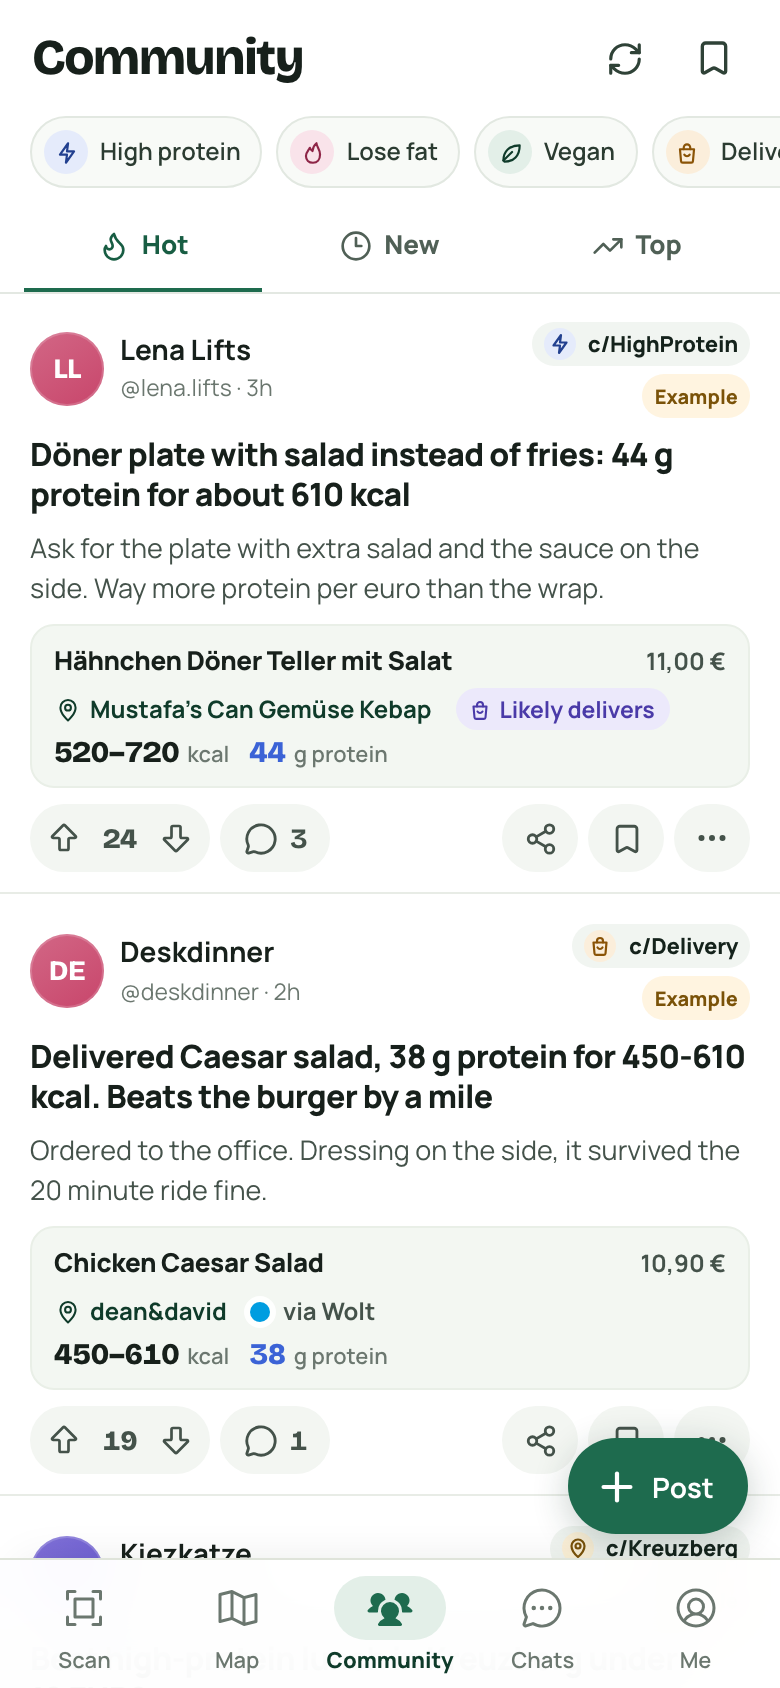 Community
High protein
Lose fat
Vegan
Delive
Hot
New
Top
LL
Lena Lifts
@lena.lifts · 3h
c/HighProtein
Example
Döner plate with salad instead of fries: 44 g
protein for about 610 kcal
Ask for the plate with extra salad and the sauce on the
side. Way more protein per euro than the wrap.
Hähnchen Döner Teller mit Salat
11,00 €
Mustafa’s Can Gemüse Kebap
Likely delivers
520–720 kcal 44 g protein
24
3
DE
Deskdinner
@deskdinner · 2h
c/Delivery
Example
Delivered Caesar salad, 38 g protein for 450-610
kcal. Beats the burger by a mile
Ordered to the office. Dressing on the side, it survived the
20 minute ride fine.
Chicken Caesar Salad
10,90 €
dean&david
via Wolt
450–610 kcal 38 g protein
19
1
Post
Kiezkatze
c/Kreuzberg
Scan
Map
Community
Chats
Me